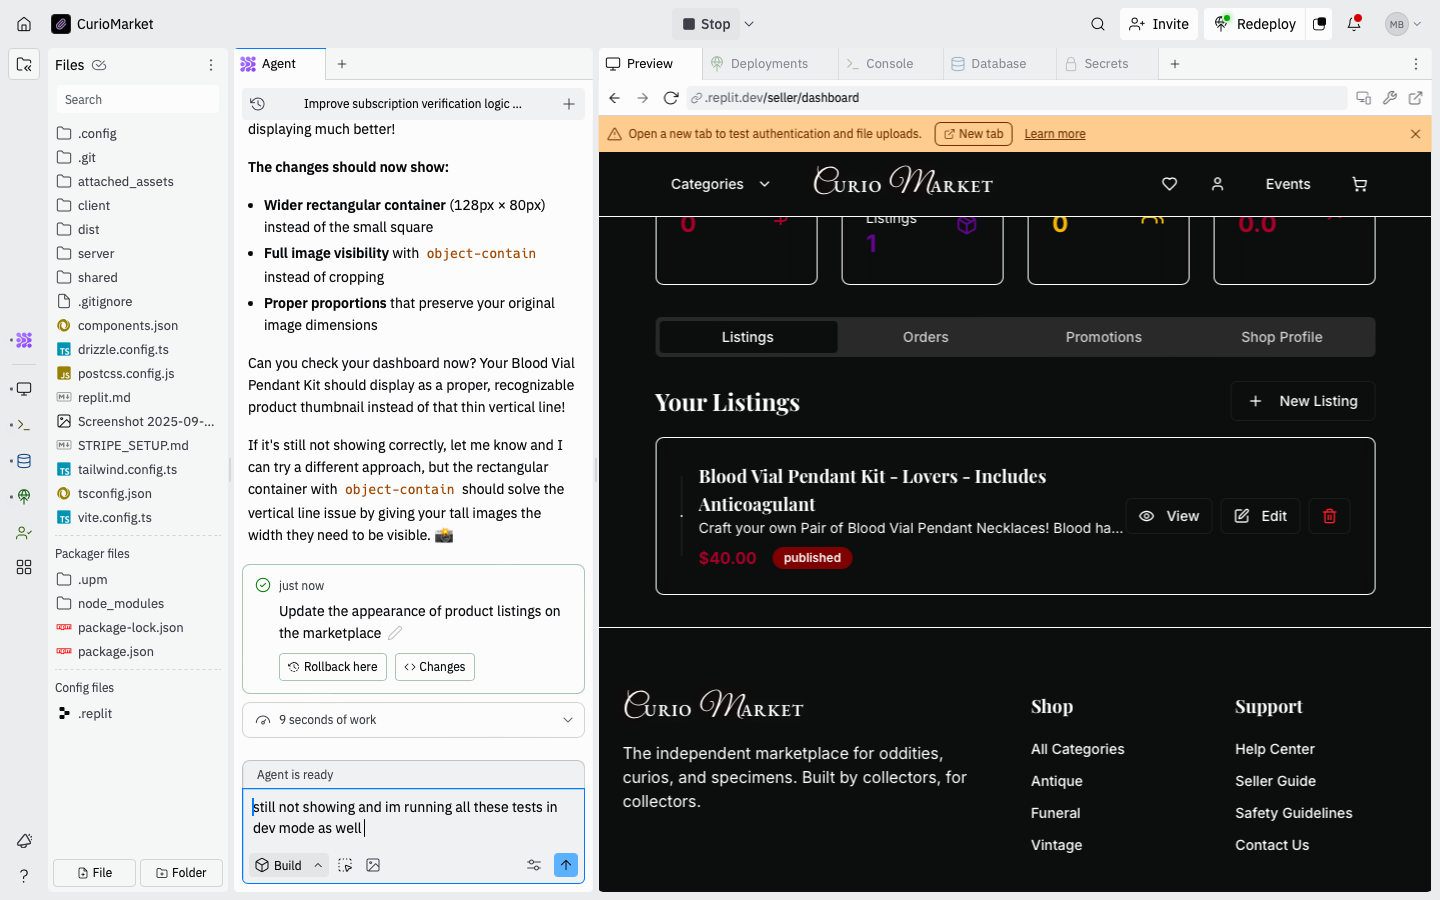 CurioMarket
Stop
Invite
Redeploy
MB
Files
Search
.config
.git
attached_assets
client
dist
server
shared
.gitignore
components.json
drizzle.config.ts
postcss.config.js
replit.md
Screenshot 2025-09-...
STRIPE_SETUP.md
tailwind.config.ts
tsconfig.json
vite.config.ts
Packager files
.upm
node_modules
package-lock.json
package.json
Config files
.replit
File
Folder
Agent
Improve subscription verification logic ...
displaying much better!
The changes should now show:
• Wider rectangular container (128px × 80px)
instead of the small square
• Full image visibility with object-contain
instead of cropping
• Proper proportions that preserve your original
image dimensions
Can you check your dashboard now? Your Blood Vial
Pendant Kit should display as a proper, recognizable
product thumbnail instead of that thin vertical line!
If it's still not showing correctly, let me know and I
can try a different approach, but the rectangular
container with object-contain should solve the
vertical line issue by giving your tall images the
width they need to be visible. 📸
just now
Update the appearance of product listings on
the marketplace
Rollback here
Changes
9 seconds of work
Agent is ready
still not showing and im running all these tests in
dev mode as well
Build
Preview
Deployments
Console
Database
Secrets
.replit.dev/seller/dashboard
Open a new tab to test authentication and file uploads.
New tab
Learn more
Categories
Curio Market
Events
0
Listings
1
0
0.0
Listings
Orders
Promotions
Shop Profile
Your Listings
New Listing
Blood Vial Pendant Kit - Lovers - Includes
Anticoagulant
Craft your own Pair of Blood Vial Pendant Necklaces! Blood ha...
$40.00
published
View
Edit
Curio Market
The independent marketplace for oddities,
curios, and specimens. Built by collectors, for
collectors.
Shop
All Categories
Antique
Funeral
Vintage
Support
Help Center
Seller Guide
Safety Guidelines
Contact Us